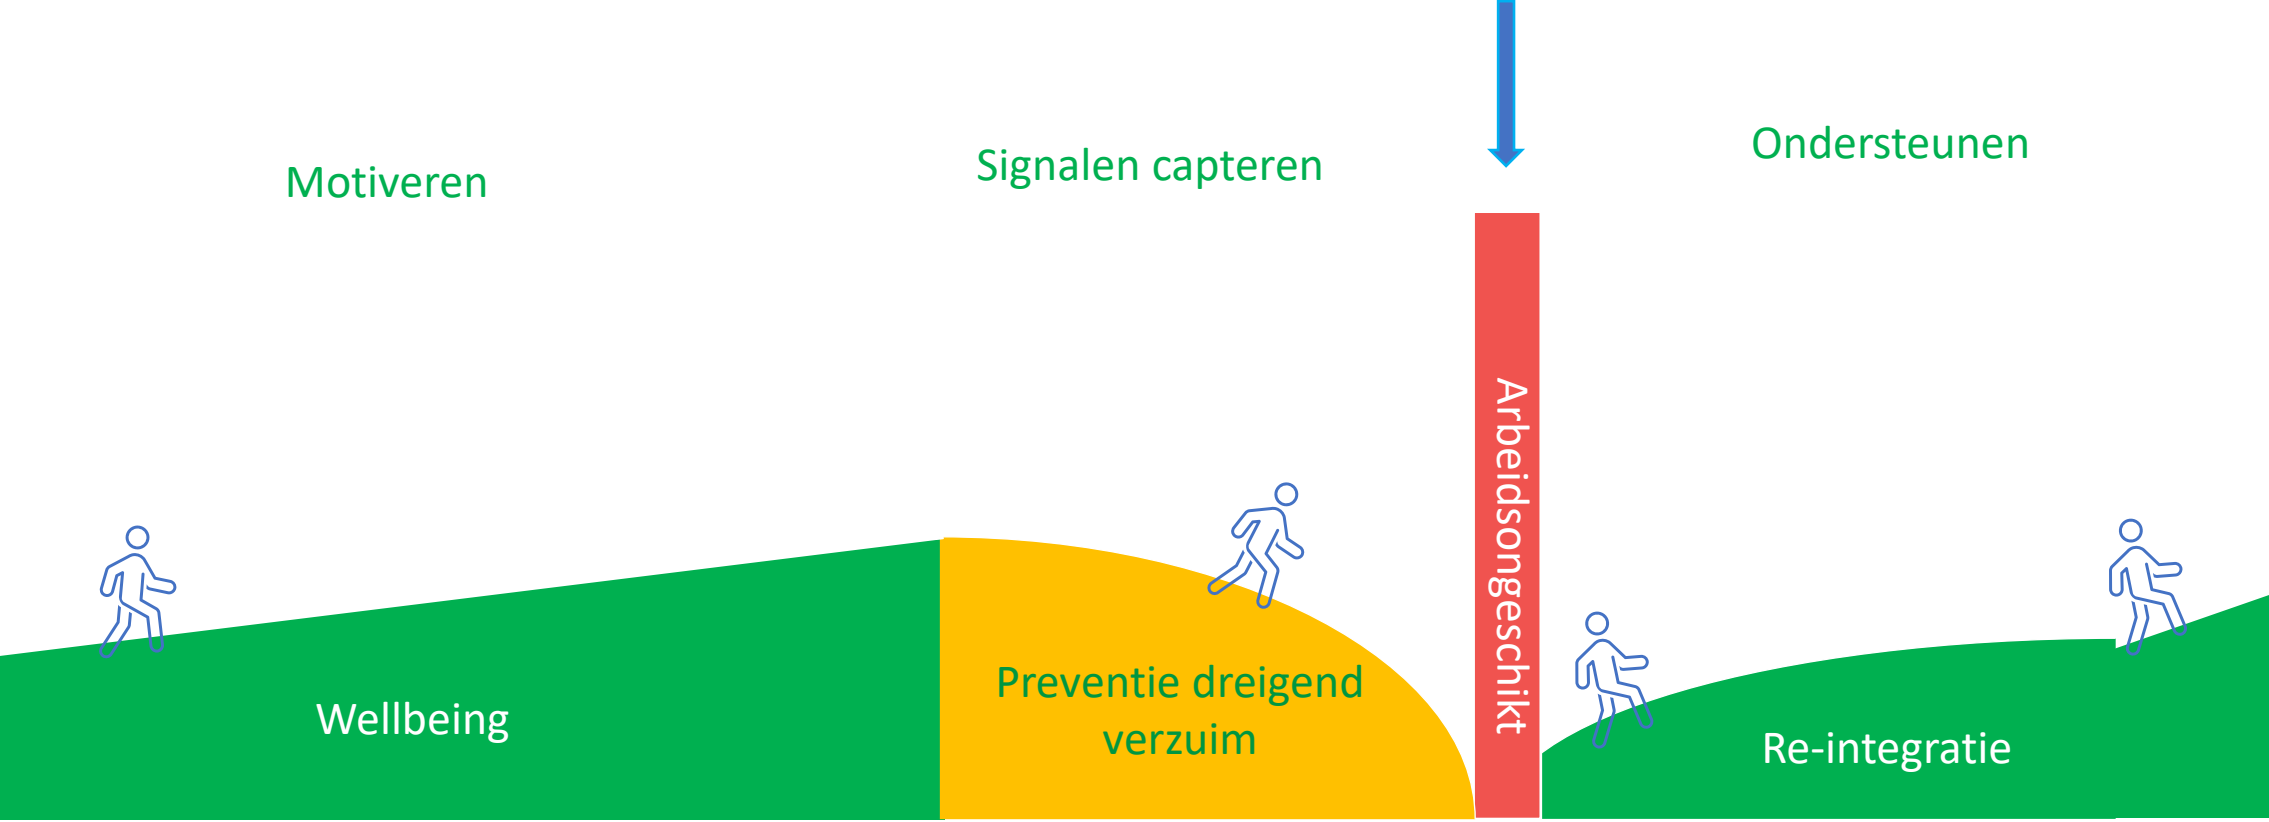 Motiveren
Signalen capteren
Ondersteunen
Wellbeing
Preventie dreigend
verzuim
Arbeidsongeschikt
Re-integratie